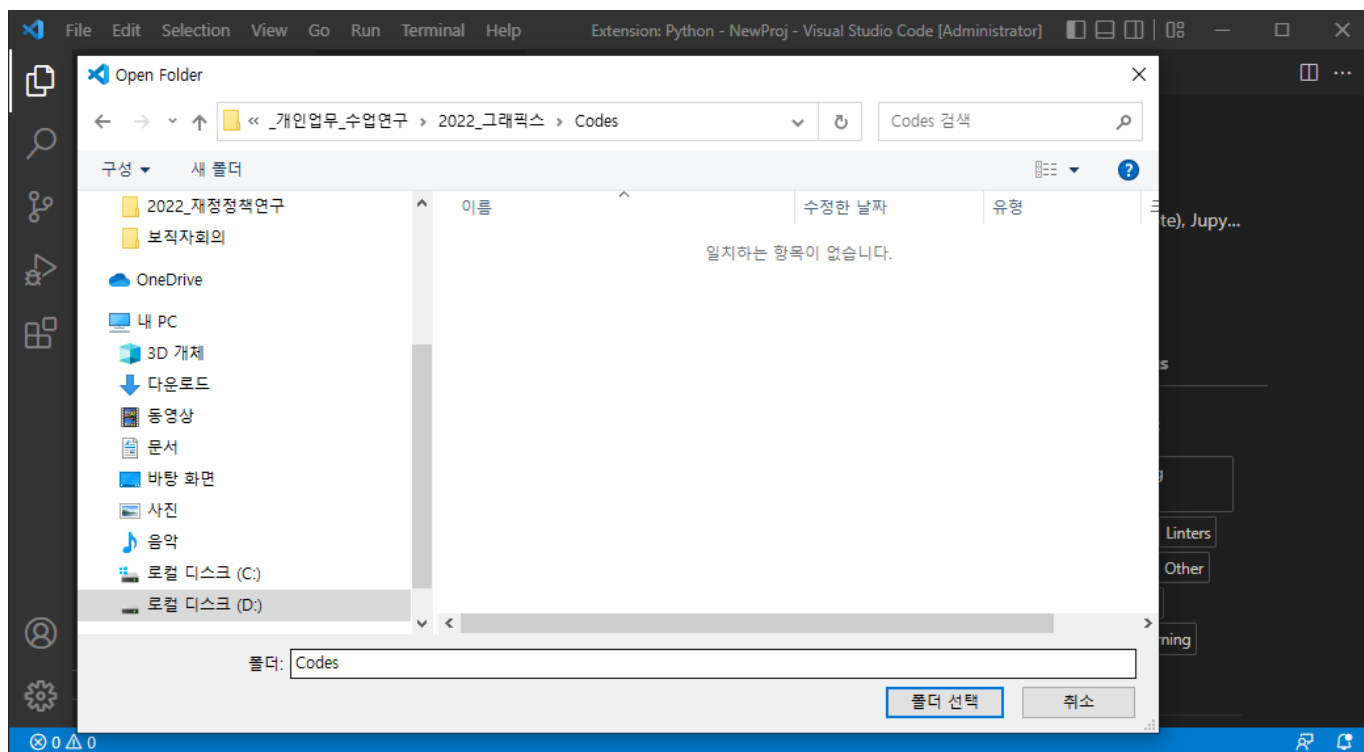 File Edit Selection View Go Run Terminal Help Extension: Python - NewProj - Visual Studio Code [Administrator]
Open Folder
« _개인업무_수업연구 › 2022_그래픽스 › Codes
Codes 검색
구성 새 폴더
이름 수정한 날짜 유형
2022_재정정책연구
보직자회의
일치하는 항목이 없습니다.
te), Jupy...
OneDrive
내 PC
3D 개체
다운로드
동영상
문서
바탕 화면
사진
음악
로컬 디스크 (C:)
로컬 디스크 (D:)
s
Linters
Other
ning
폴더: Codes
폴더 선택 취소
0 0